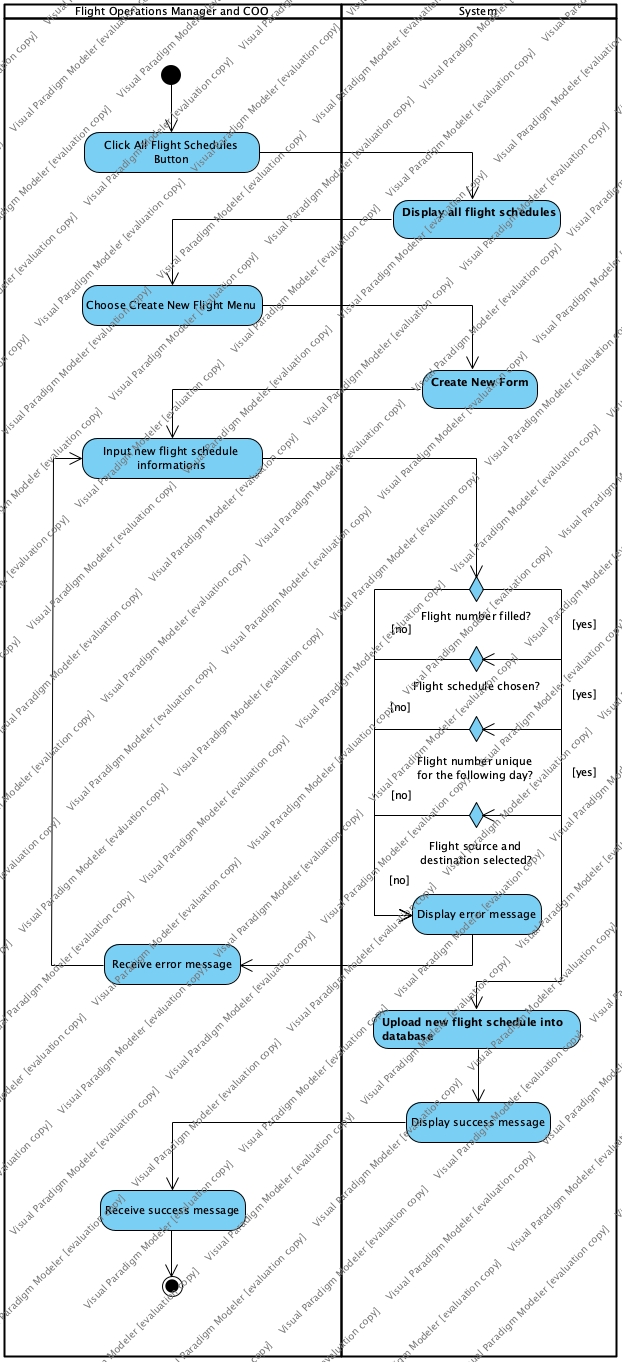 Flight Operations Manager and COO
System
Click All Flight Schedules
Button
Display all flight schedules
Choose Create New Flight Menu
Create New Form
Input new flight schedule
informations
Flight number filled?
[no]
[yes]
Flight schedule chosen?
[no]
[yes]
Flight number unique
for the following day?
[no]
[yes]
Flight source and
destination selected?
[no]
Display error message
Receive error message
Upload new flight schedule into
database
Display success message
Receive success message
Visual Paradigm Modeler [evaluation copy]